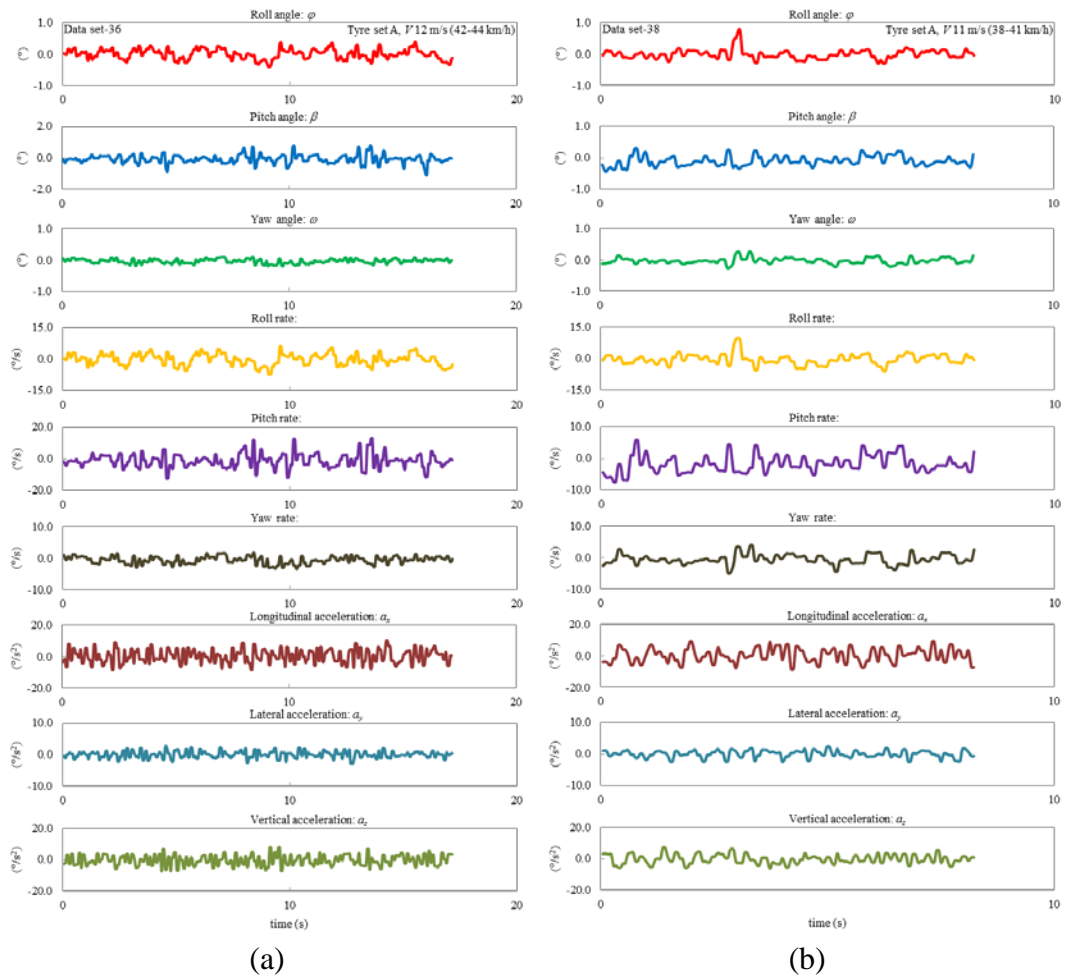 Roll angle: φ
Data set-36 Tyre set A, V 12 m/s (42-44 km/h)
1.0
0.0
-1.0
(°)
0 10 20
Pitch angle: β
2.0
0.0
-2.0
(°)
0 10 20
Yaw angle: ω
1.0
0.0
-1.0
(°)
0 10 20
Roll rate:
15.0
0.0
-15.0
(°/s)
0 10 20
Pitch rate:
20.0
0.0
-20.0
(°/s)
0 10 20
Yaw rate:
10.0
0.0
-10.0
(°/s)
0 10 20
Longitudinal acceleration: aₓ
20.0
0.0
-20.0
(°/s²)
0 10 20
Lateral acceleration: a_y
10.0
0.0
-10.0
(°/s²)
0 10 20
Vertical acceleration: a_z
20.0
0.0
-20.0
(°/s²)
0 10 20
time (s)
(a)
Roll angle: φ
Data set-38 Tyre set A, V 11 m/s (38-41 km/h)
1.0
0.0
-1.0
(°)
0 10
Pitch angle: β
1.0
0.0
-1.0
(°)
0 10
Yaw angle: ω
1.0
0.0
-1.0
(°)
0 10
Roll rate:
15.0
0.0
-15.0
(°/s)
0 10
Pitch rate:
10.0
0.0
-10.0
(°/s)
0 10
Yaw rate:
10.0
0.0
-10.0
(°/s)
0 10
Longitudinal acceleration: aₓ
20.0
0.0
-20.0
(°/s²)
0 10
Lateral acceleration: a_y
10.0
0.0
-10.0
(°/s²)
0 10
Vertical acceleration: a_z
20.0
0.0
-20.0
(°/s²)
0 10
time (s)
(b)